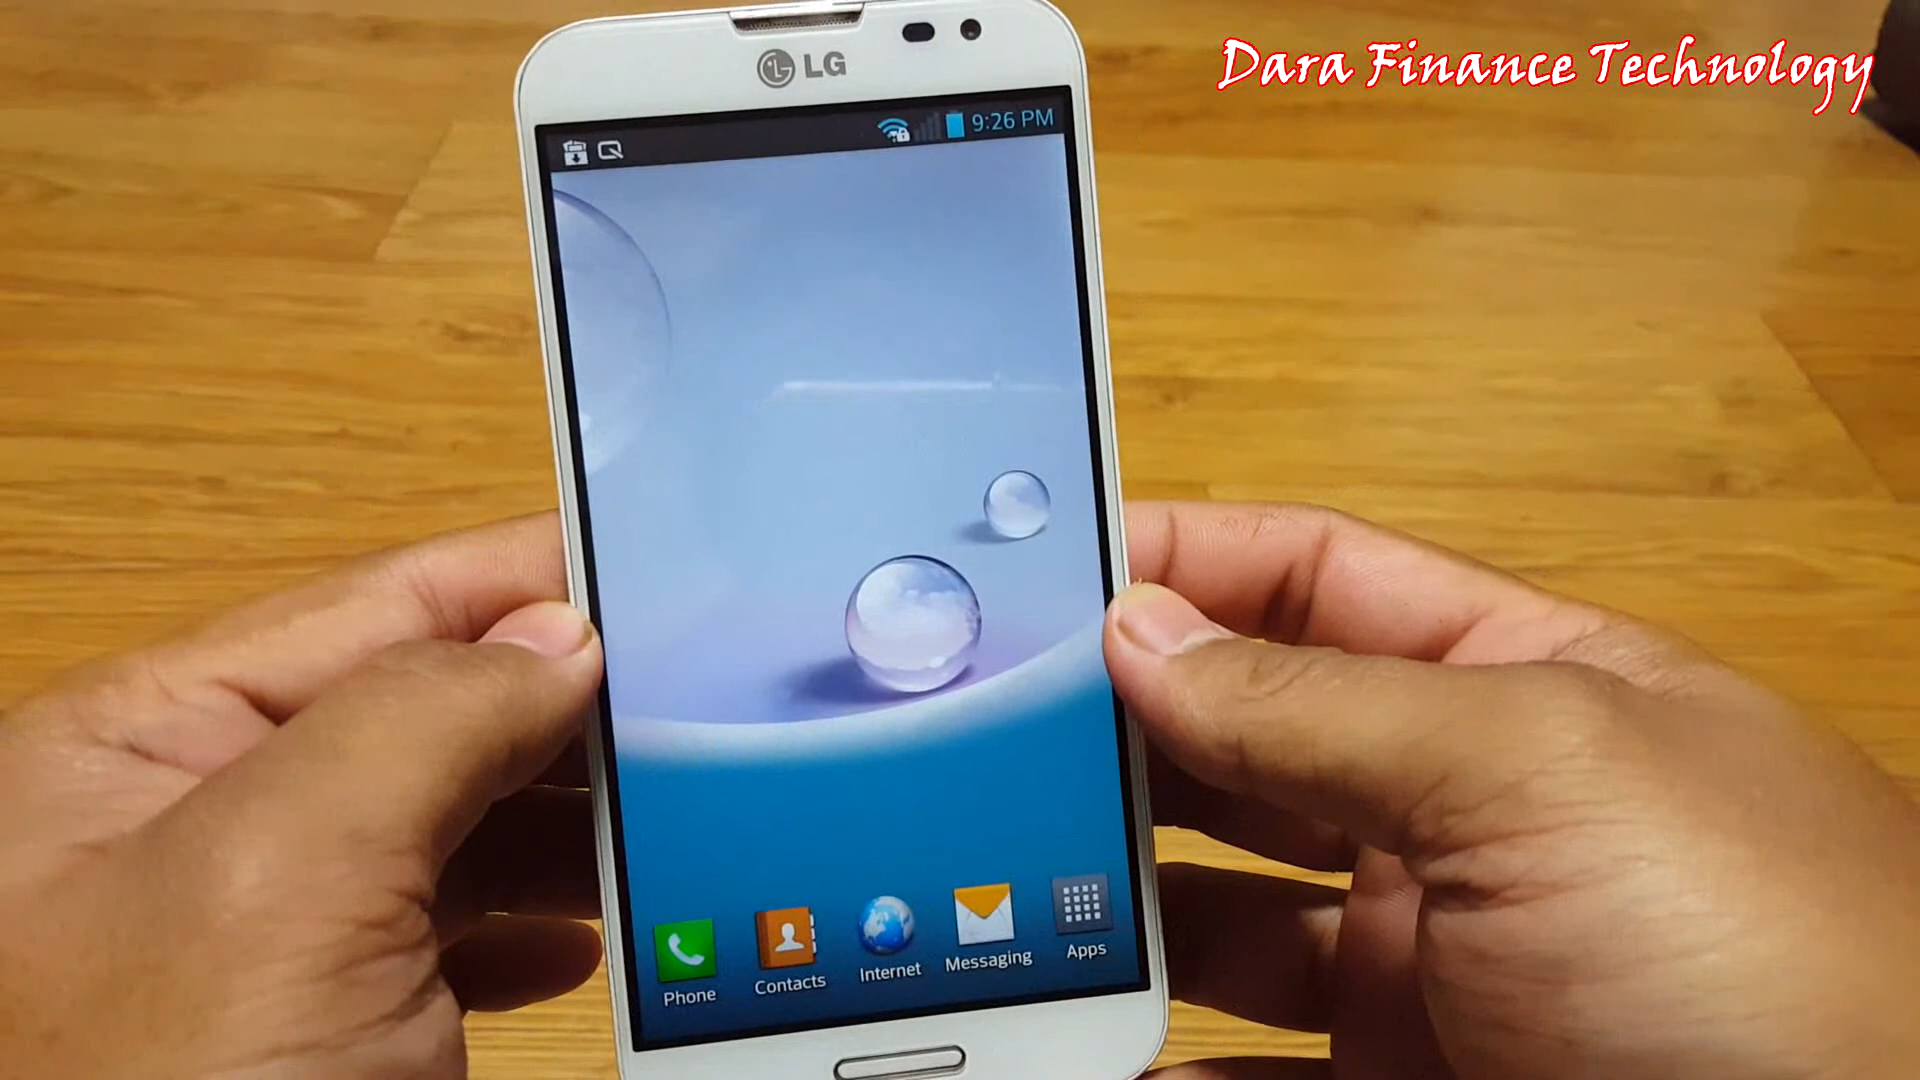 Dara Finance Technology
LG
9:26 PM
Phone
Contacts
Internet
Messaging
Apps